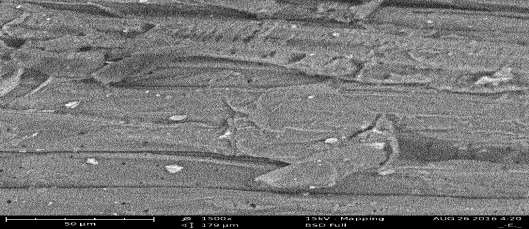 1500x 15kV - Mapping AUG 26 2016 4:20
50 µm 179 µm BSD Full